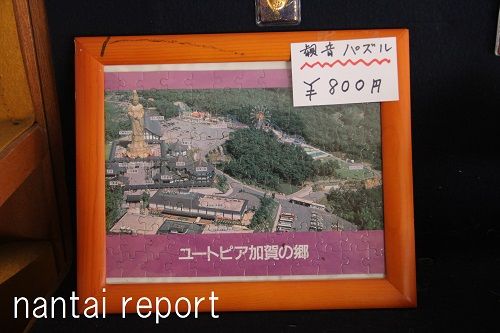 観音パズル
￥800円
ユートピア加賀の郷
nantai report